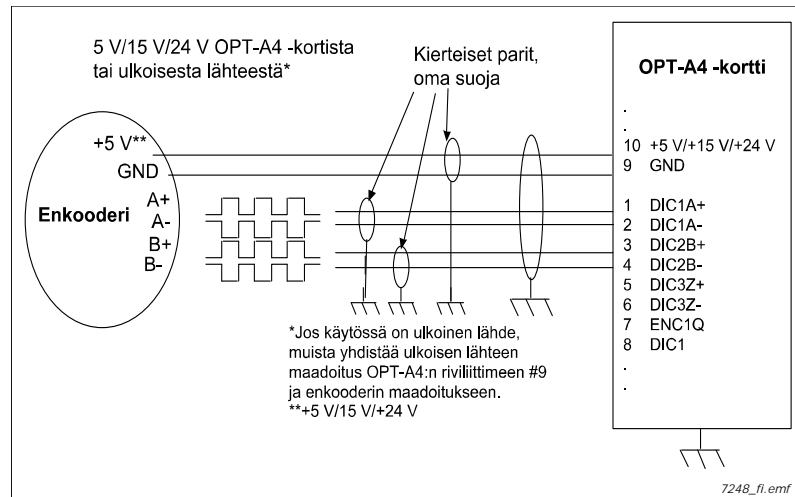 5 V/15 V/24 V OPT-A4 -kortista
tai ulkoisesta lähteestä*
Kierteiset parit,
oma suoja
OPT-A4 -kortti
.
.
+5 V**
GND
A+
A-
B+
B-
Enkooderi
10 +5 V/+15 V/+24 V
9 GND
1 DIC1A+
2 DIC1A-
3 DIC2B+
4 DIC2B-
5 DIC3Z+
6 DIC3Z-
7 ENC1Q
8 DIC1
.
.
*Jos käytössä on ulkoinen lähde,
muista yhdistää ulkoisen lähteen
maadoitus OPT-A4:n riviliittimeen #9
ja enkooderin maadoitukseen.
**+5 V/15 V/+24 V
7248_fi.emf